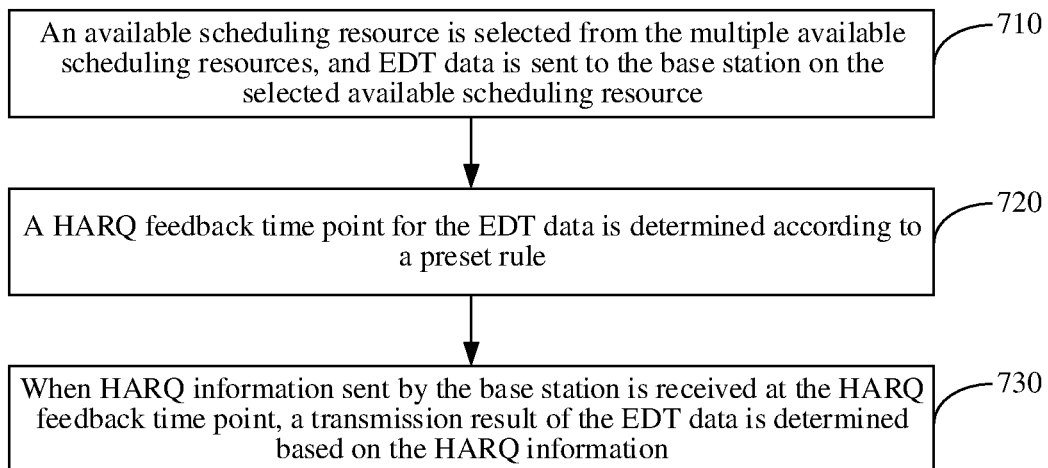 An available scheduling resource is selected from the multiple available
scheduling resources, and EDT data is sent to the base station on the
selected available scheduling resource
710
A HARQ feedback time point for the EDT data is determined according to
a preset rule
720
When HARQ information sent by the base station is received at the HARQ
feedback time point, a transmission result of the EDT data is determined
based on the HARQ information
730